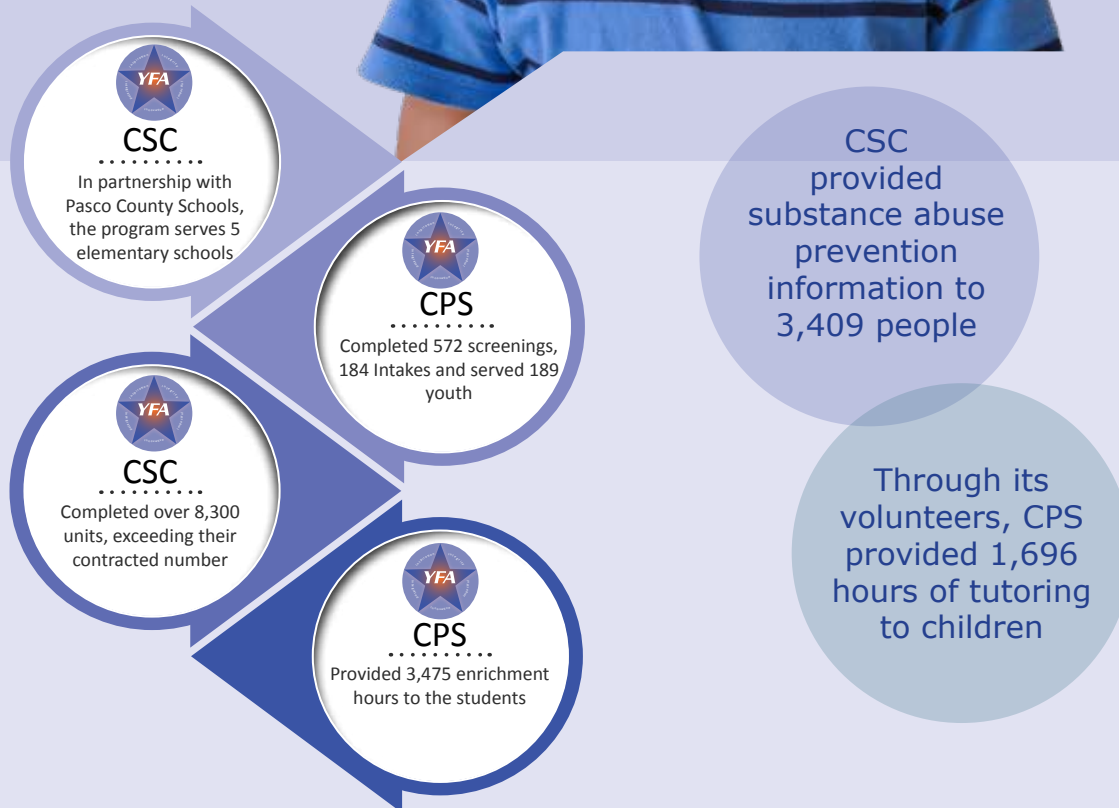 YFA
CSC
In partnership with
Pasco County Schools,
the program serves 5
elementary schools
YFA
CPS
Completed 572 screenings,
184 Intakes and served 189
youth
YFA
CSC
Completed over 8,300
units, exceeding their
contracted number
YFA
CPS
Provided 3,475 enrichment
hours to the students
CSC
provided
substance abuse
prevention
information to
3,409 people
Through its
volunteers, CPS
provided 1,696
hours of tutoring
to children